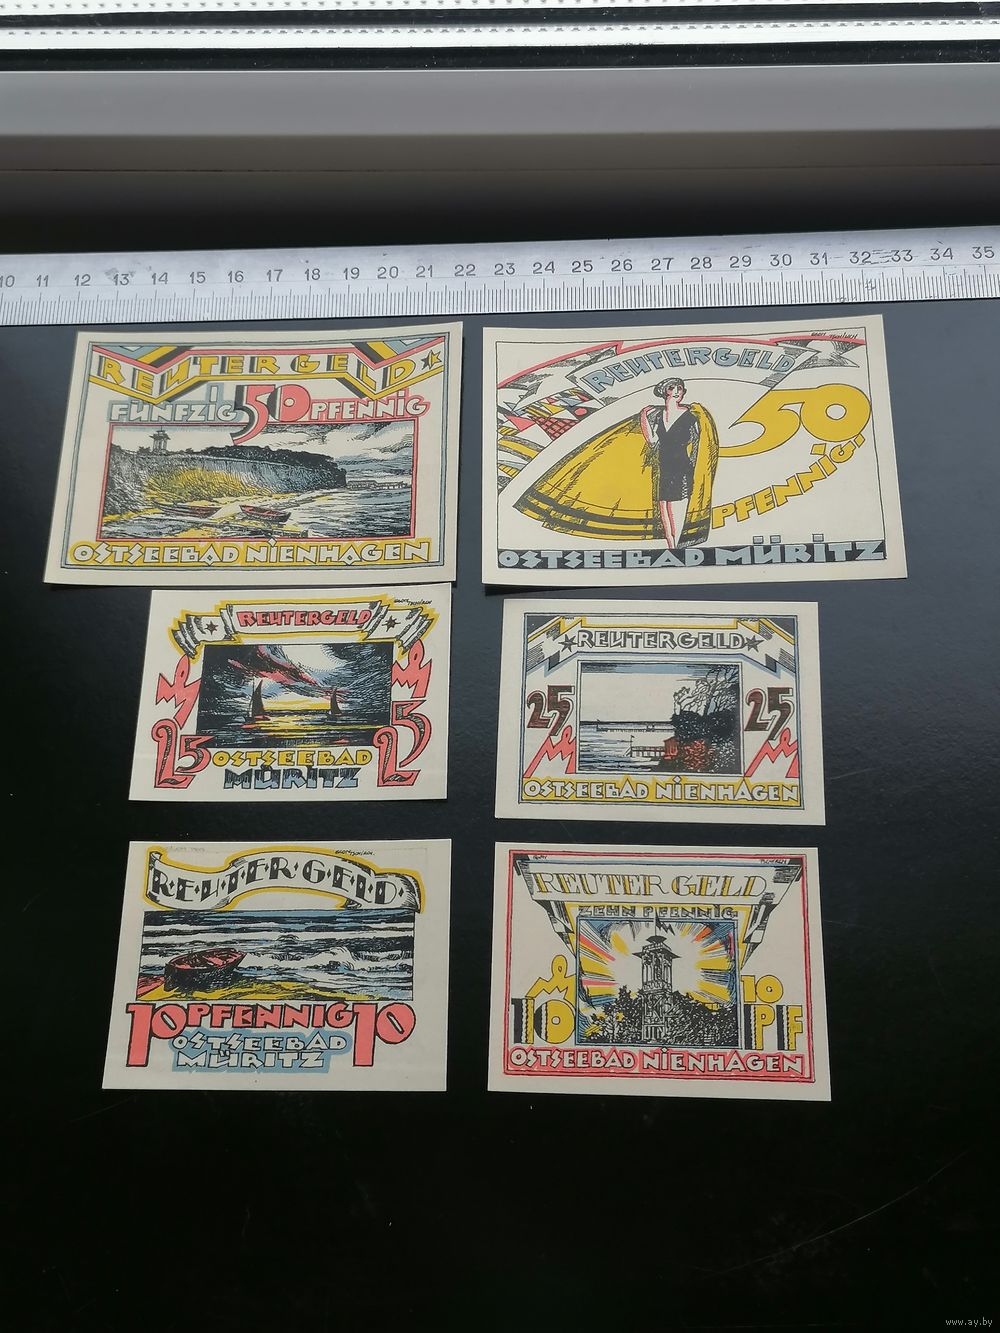 10 11 12 13 14 15 16 17 18 19 20 21 22 23 24 25 26 27 28 29 30 31 32 33 34 35
REUTERGELD
FÜNFZIG 50 PFENNIG
OSTSEEBAD NIENHAGEN
REUTERGELD
50
PFENNIG
OSTSEEBAD MÜRITZ
REUTERGELD
25 25
OSTSEEBAD
MÜRITZ
REUTERGELD
25 25
OSTSEEBAD NIENHAGEN
R·E·U·T·E·R·G·E·L·D
10 PFENNIG 10
OSTSEEBAD
MÜRITZ
REUTER GELD
ZEHN PFENNIG
10 10
PF
OSTSEEBAD NIENHAGEN
www.ay.by